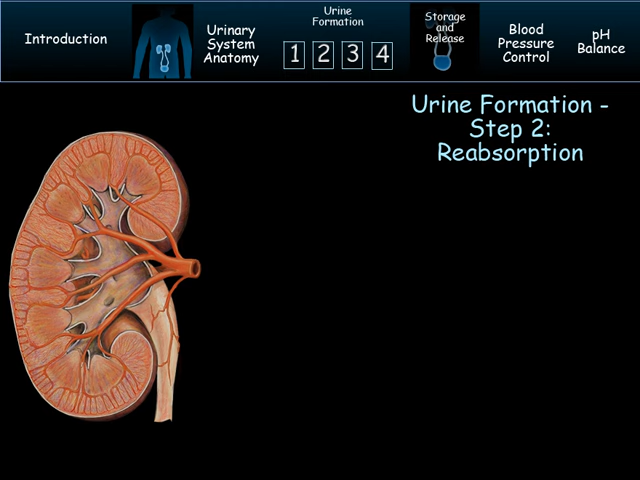 Introduction
Urinary
System
Anatomy
Urine
Formation
1 2 3 4
Storage
and
Release
Blood
Pressure
Control
pH
Balance
Urine Formation -
Step 2:
Reabsorption